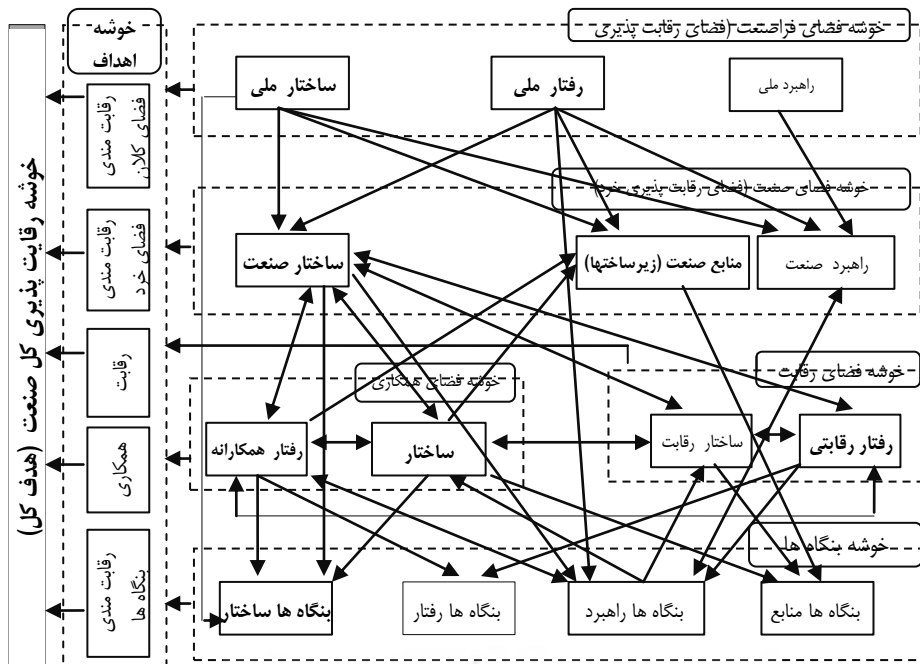 خوشه فضای فراصنعت (فضای رقابت پذیری
راهبرد ملی
رفتار ملی
ساختار ملی
خوشه فضای صنعت (فضای رقابت پذیری خرد)
راهبرد صنعت
منابع صنعت (زیرساختها)
ساختار صنعت
خوشه فضای رقابت
خوشه فضای همکاری
رفتار رقابتی
ساختار رقابت
ساختار
رفتار همکارانه
خوشه بنگاه ها
بنگاه ها منابع
بنگاه ها راهبرد
بنگاه ها رفتار
بنگاه ها ساختار
خوشه
اهداف
رقابت مندی
فضای کلان
رقابت مندی
فضای خرد
رقابت
همکاری
رقابت مندی
بنگاه ها
خوشه رقابت پذیری کل صنعت (هدف کل)